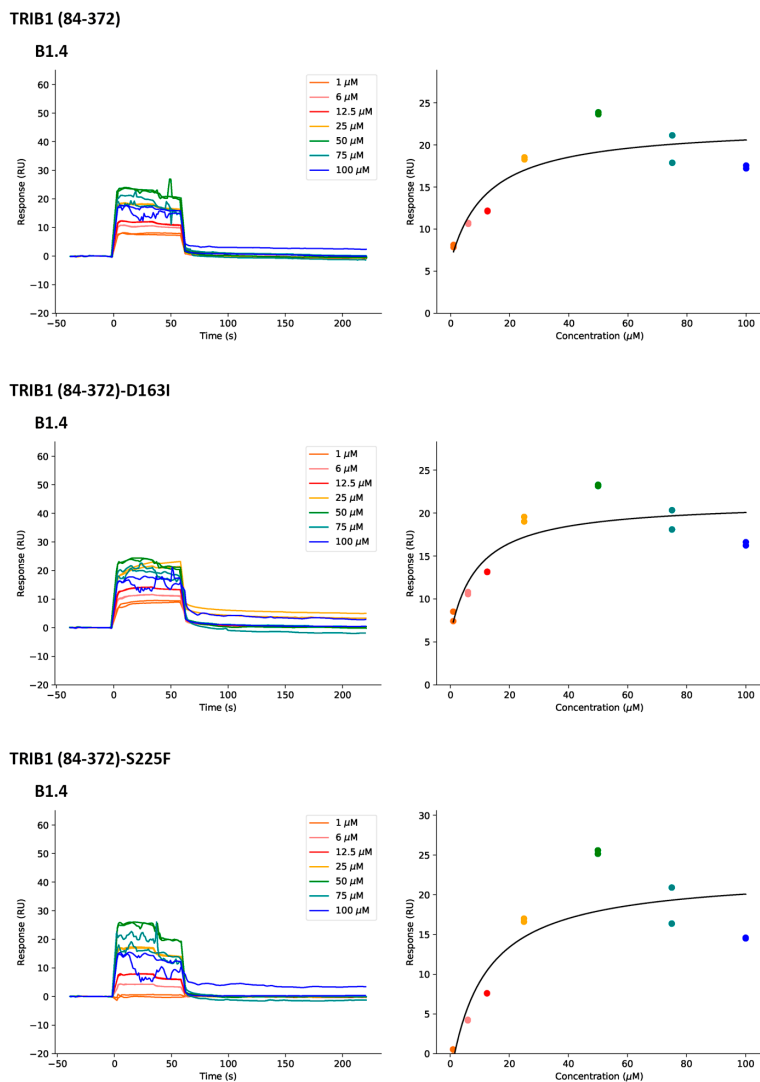 TRIB1 (84-372)
B1.4
60
50
40
30
20
10
0
−10
−20
Response (RU)
−50
0
50
100
150
200
Time (s)
1 μM
6 μM
12.5 μM
25 μM
50 μM
75 μM
100 μM
25
20
15
10
5
0
Response (RU)
0
20
40
60
80
100
Concentration (μM)
TRIB1 (84-372)-D163I
B1.4
60
50
40
30
20
10
0
−10
−20
Response (RU)
−50
0
50
100
150
200
Time (s)
1 μM
6 μM
12.5 μM
25 μM
50 μM
75 μM
100 μM
25
20
15
10
5
0
Response (RU)
0
20
40
60
80
100
Concentration (μM)
TRIB1 (84-372)-S225F
B1.4
60
50
40
30
20
10
0
−10
−20
Response (RU)
−50
0
50
100
150
200
Time (s)
1 μM
6 μM
12.5 μM
25 μM
50 μM
75 μM
100 μM
30
25
20
15
10
5
0
Response (RU)
0
20
40
60
80
100
Concentration (μM)